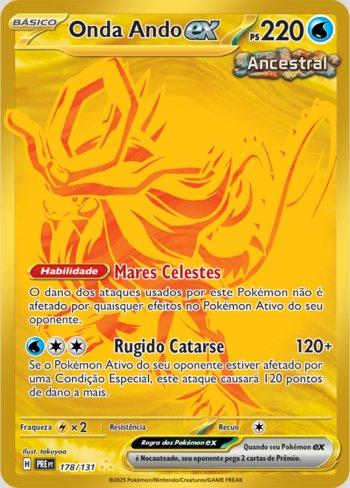 BÁSICO Onda Ando ex PS 220
Ancestral
Habilidade Mares Celestes
O dano dos ataques usados por este Pokémon não é
afetado por quaisquer efeitos no Pokémon Ativo do seu
oponente.
Rugido Catarse 120+
Se o Pokémon Ativo do seu oponente estiver afetado por
uma Condição Especial, este ataque causará 120 pontos
de dano a mais.
Fraqueza ×2 Resistência Recuo
Regra dos Pokémon ex Quando seu Pokémon ex
é Nocauteado, seu oponente pega 2 cartas de Prêmio.
Ilust. takuyoa
H PRE PT 178/131
©2025 Pokémon/Nintendo/Creatures/GAME FREAK